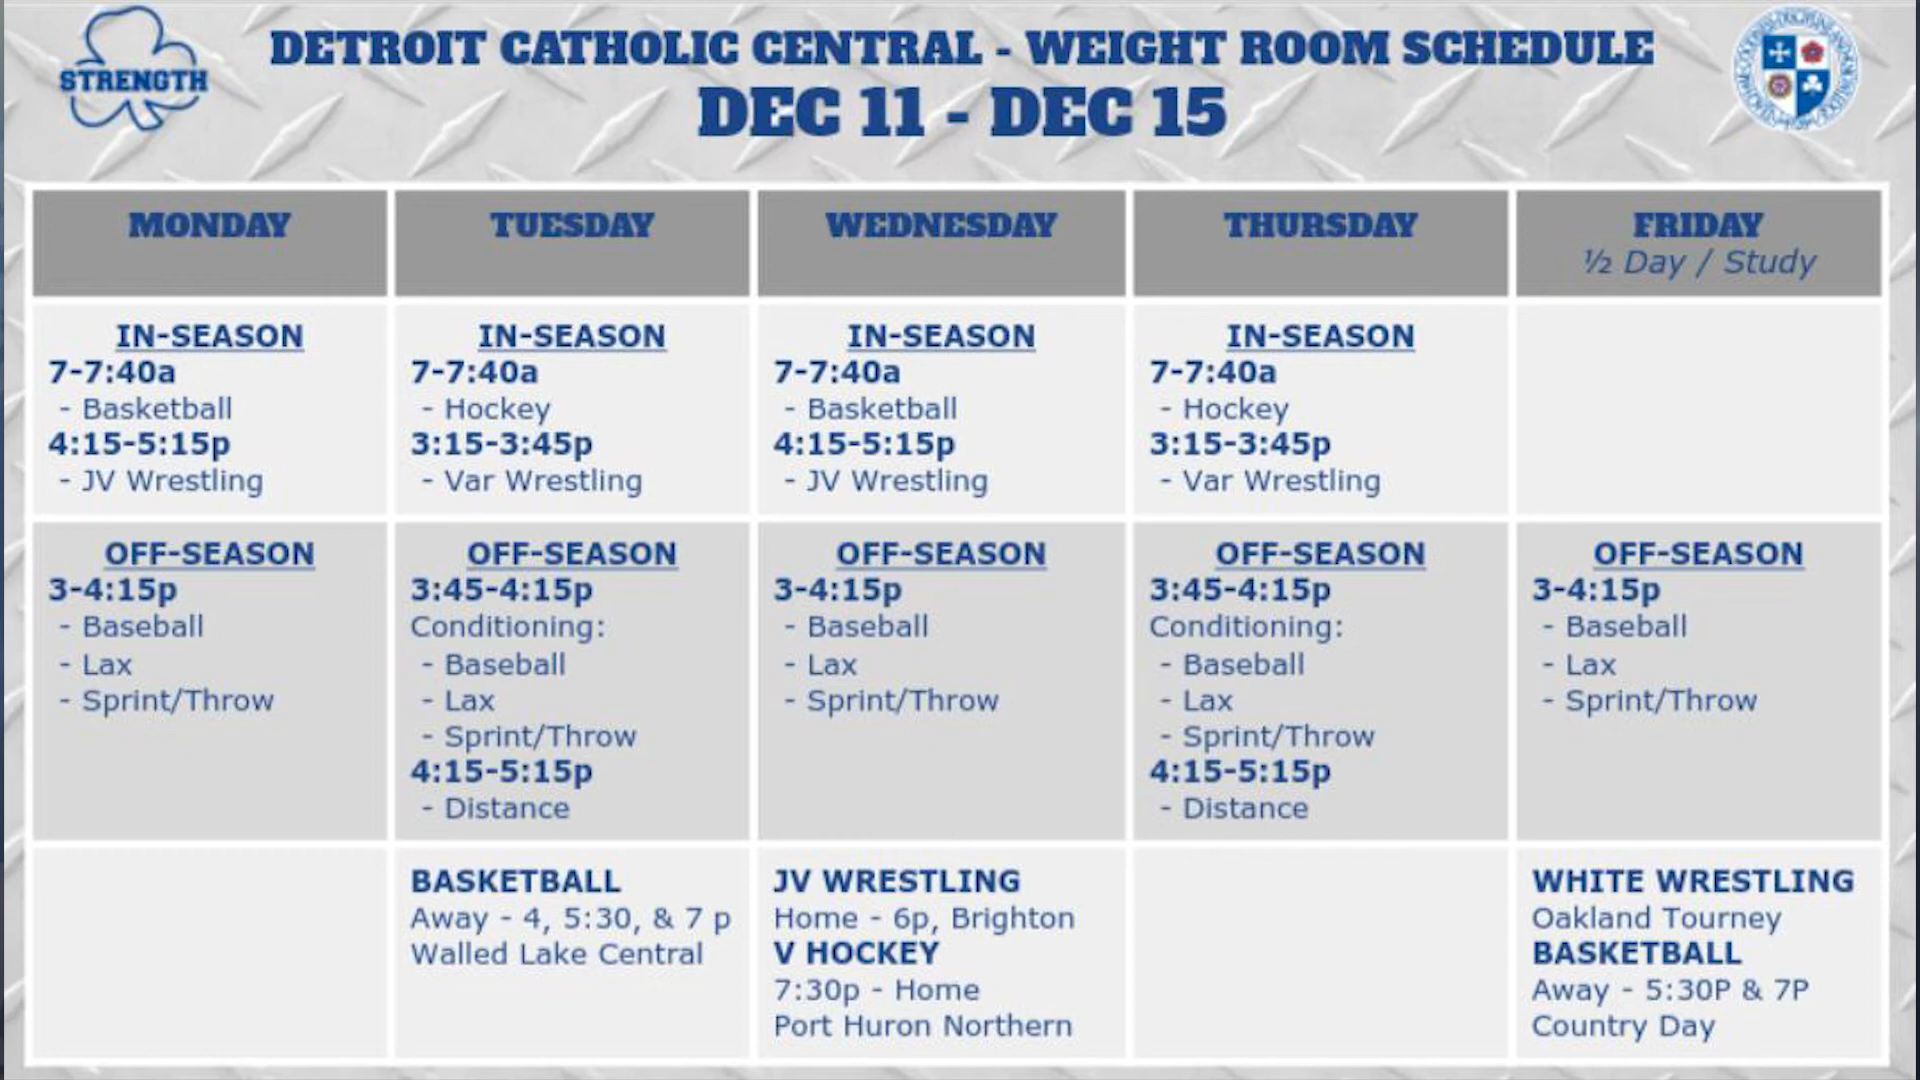 STRENGTH
DETROIT CATHOLIC CENTRAL - WEIGHT ROOM SCHEDULE
DEC 11 - DEC 15
MONDAY
TUESDAY
WEDNESDAY
THURSDAY
FRIDAY
½ Day / Study
IN-SEASON
7-7:40a
- Basketball
4:15-5:15p
- JV Wrestling
IN-SEASON
7-7:40a
- Hockey
3:15-3:45p
- Var Wrestling
IN-SEASON
7-7:40a
- Basketball
4:15-5:15p
- JV Wrestling
IN-SEASON
7-7:40a
- Hockey
3:15-3:45p
- Var Wrestling
OFF-SEASON
3-4:15p
- Baseball
- Lax
- Sprint/Throw
OFF-SEASON
3:45-4:15p
Conditioning:
- Baseball
- Lax
- Sprint/Throw
4:15-5:15p
- Distance
OFF-SEASON
3-4:15p
- Baseball
- Lax
- Sprint/Throw
OFF-SEASON
3:45-4:15p
Conditioning:
- Baseball
- Lax
- Sprint/Throw
4:15-5:15p
- Distance
OFF-SEASON
3-4:15p
- Baseball
- Lax
- Sprint/Throw
BASKETBALL
Away - 4, 5:30, & 7 p
Walled Lake Central
JV WRESTLING
Home - 6p, Brighton
V HOCKEY
7:30p - Home
Port Huron Northern
WHITE WRESTLING
Oakland Tourney
BASKETBALL
Away - 5:30P & 7P
Country Day